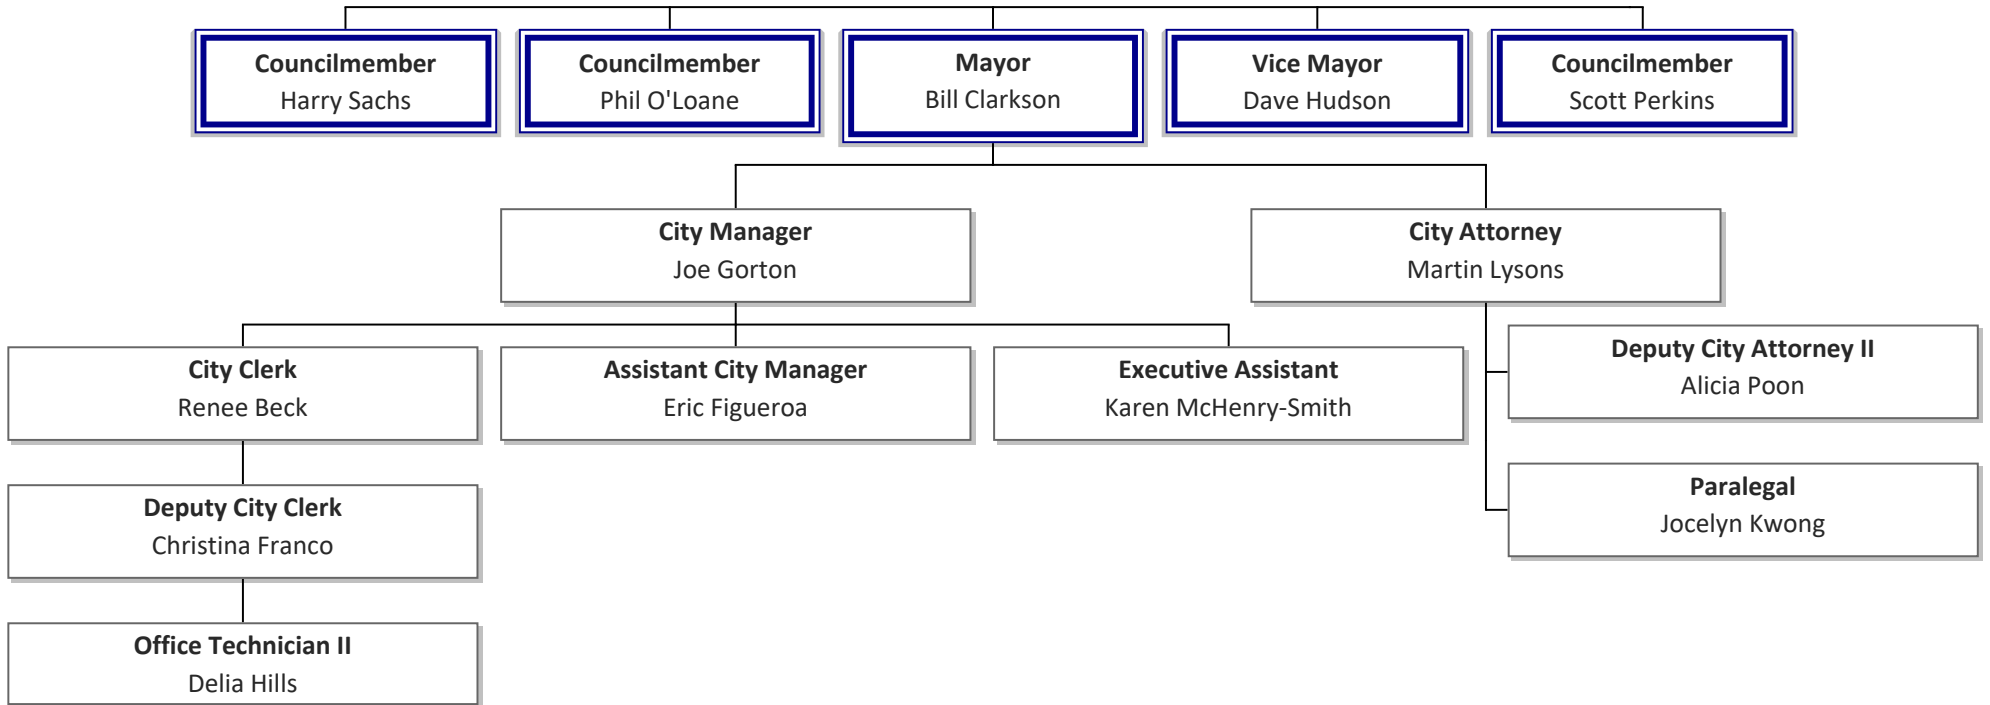 Councilmember
Harry Sachs
Councilmember
Phil O'Loane
Mayor
Bill Clarkson
Vice Mayor
Dave Hudson
Councilmember
Scott Perkins
City Manager
Joe Gorton
City Attorney
Martin Lysons
City Clerk
Renee Beck
Assistant City Manager
Eric Figueroa
Executive Assistant
Karen McHenry-Smith
Deputy City Attorney II
Alicia Poon
Deputy City Clerk
Christina Franco
Paralegal
Jocelyn Kwong
Office Technician II
Delia Hills